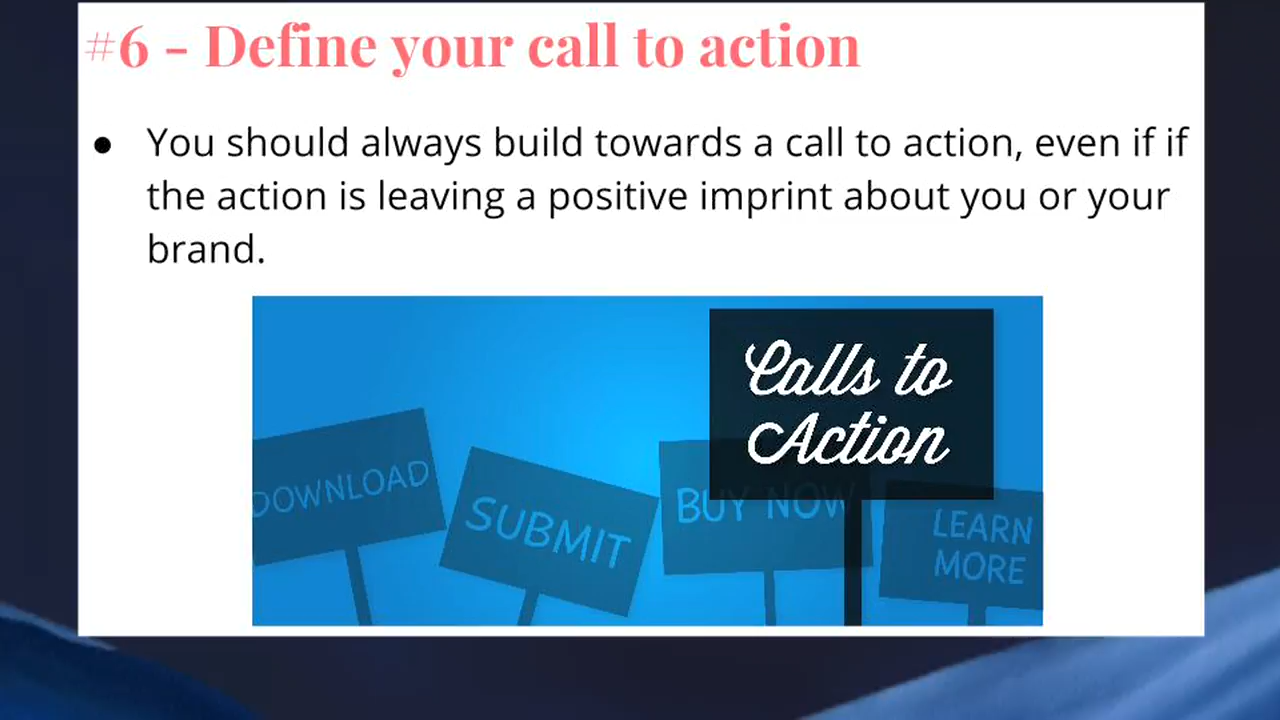 #6 - Define your call to action
● You should always build towards a call to action, even if if
the action is leaving a positive imprint about you or your
brand.
Calls to
Action
DOWNLOAD
SUBMIT
BUY NOW
LEARN
MORE